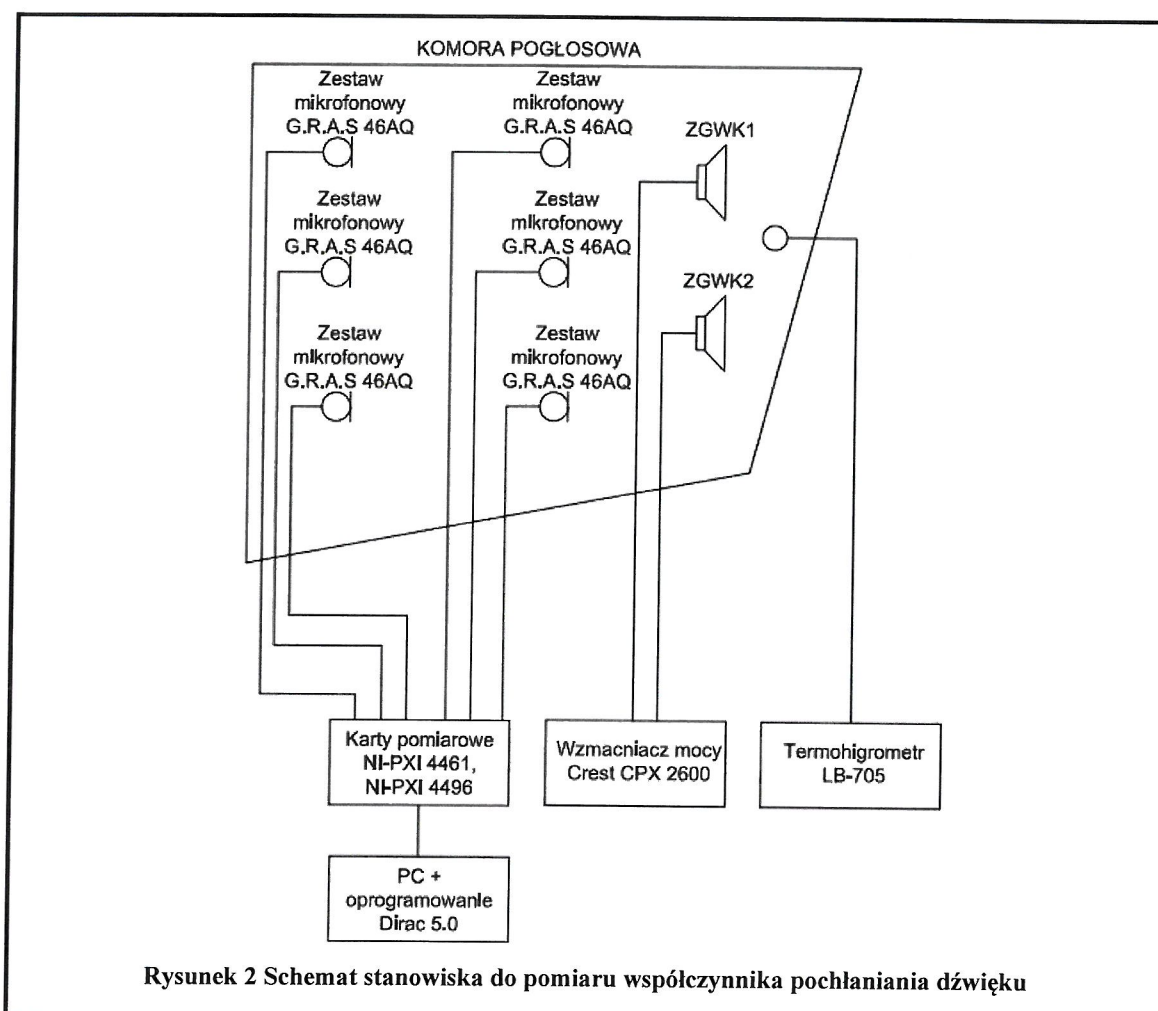 KOMORA POGŁOSOWA
Zestaw
mikrofonowy
G.R.A.S 46AQ
Zestaw
mikrofonowy
G.R.A.S 46AQ
ZGWK1
Zestaw
mikrofonowy
G.R.A.S 46AQ
Zestaw
mikrofonowy
G.R.A.S 46AQ
ZGWK2
Zestaw
mikrofonowy
G.R.A.S 46AQ
Zestaw
mikrofonowy
G.R.A.S 46AQ
Karty pomiarowe
NI-PXI 4461,
NI-PXI 4496
Wzmacniacz mocy
Crest CPX 2600
Termohigrometr
LB-705
PC +
oprogramowanie
Dirac 5.0
Rysunek 2 Schemat stanowiska do pomiaru współczynnika pochłaniania dźwięku